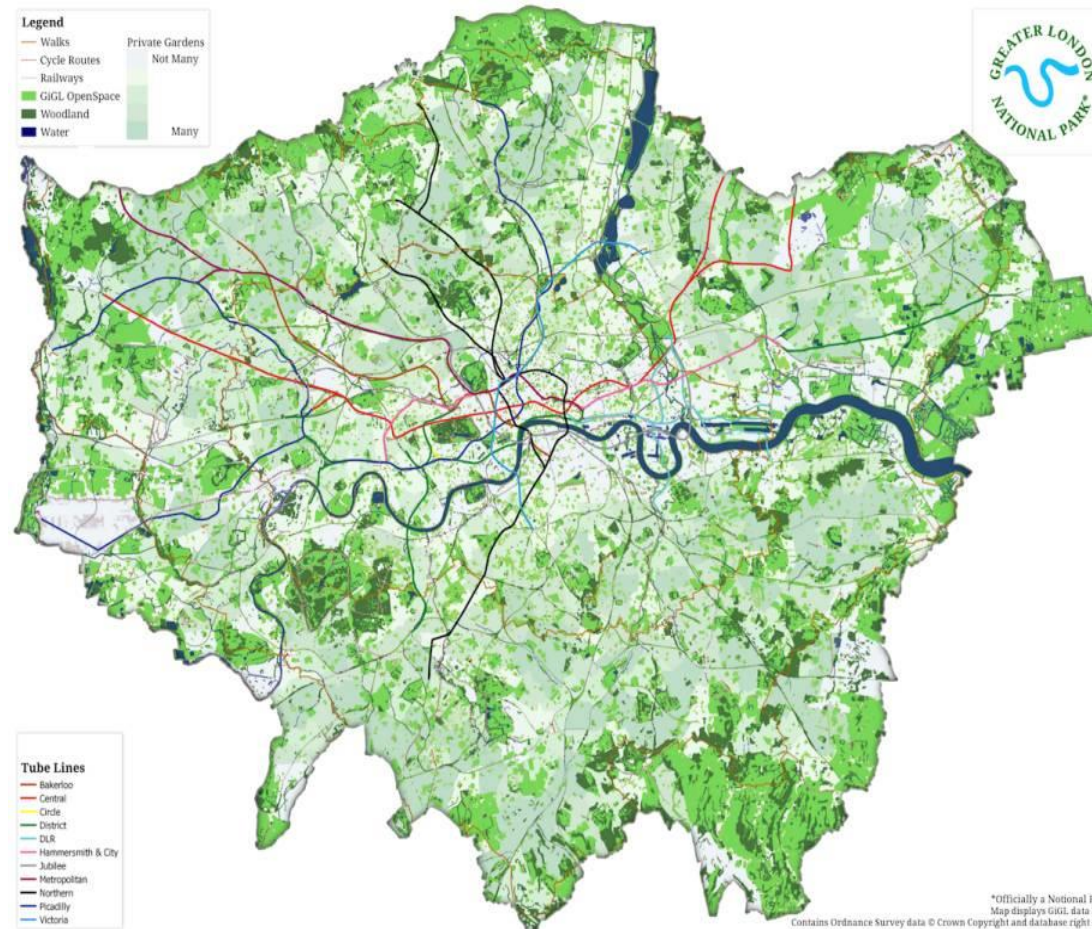 Legend
Walks
Cycle Routes
Railways
GiGL OpenSpace
Woodland
Water
Private Gardens
Not Many
Many
GREATER LONDON
NATIONAL PARK*
Tube Lines
Bakerloo
Central
Circle
District
DLR
Hammersmith & City
Jubilee
Metropolitan
Northern
Picadilly
Victoria
*Officially a Notional
Map displays GiGL data
Contains Ordnance Survey data © Crown Copyright and database right